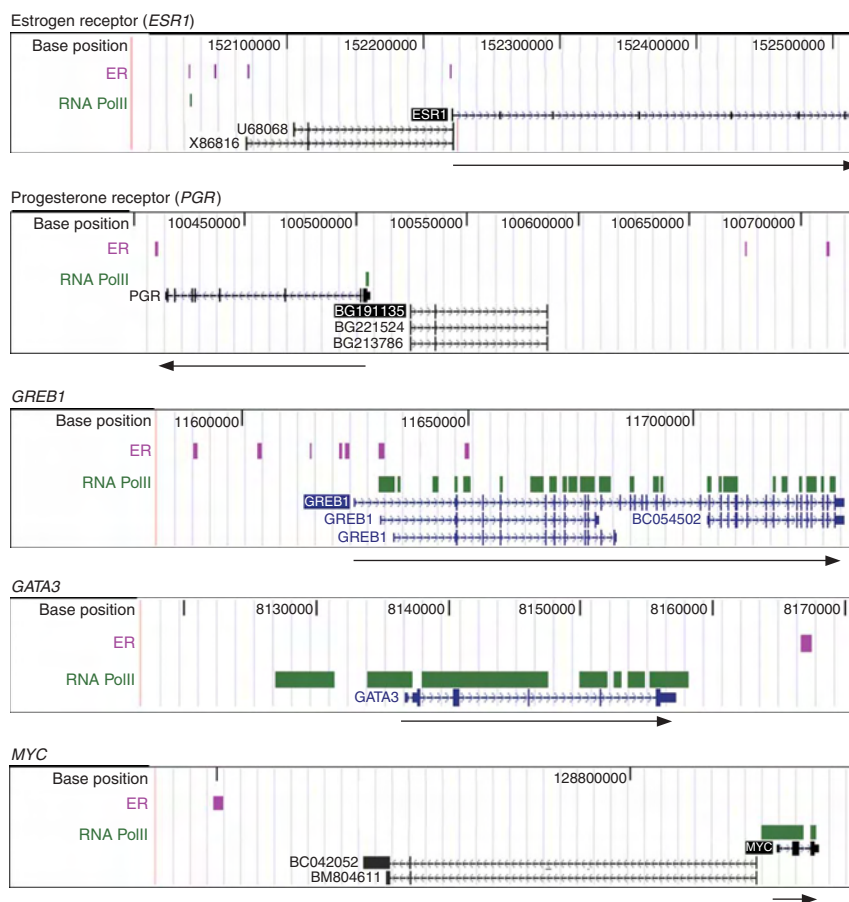 Estrogen receptor (ESR1)
Base position 152100000 152200000 152300000 152400000 152500000
ER
RNA PolII
ESR1
U68068
X86816
Progesterone receptor (PGR)
Base position 100450000 100500000 100550000 100600000 100650000 100700000
ER
RNA PolII
PGR
BG191135
BG221524
BG213786
GREB1
Base position 11600000 11650000 11700000
ER
RNA PolII
GREB1
GREB1 BC054502
GREB1
GATA3
Base position 8130000 8140000 8150000 8160000 8170000
ER
RNA PolII
GATA3
MYC
Base position 128800000
ER
RNA PolII
MYC
BC042052
BM804611